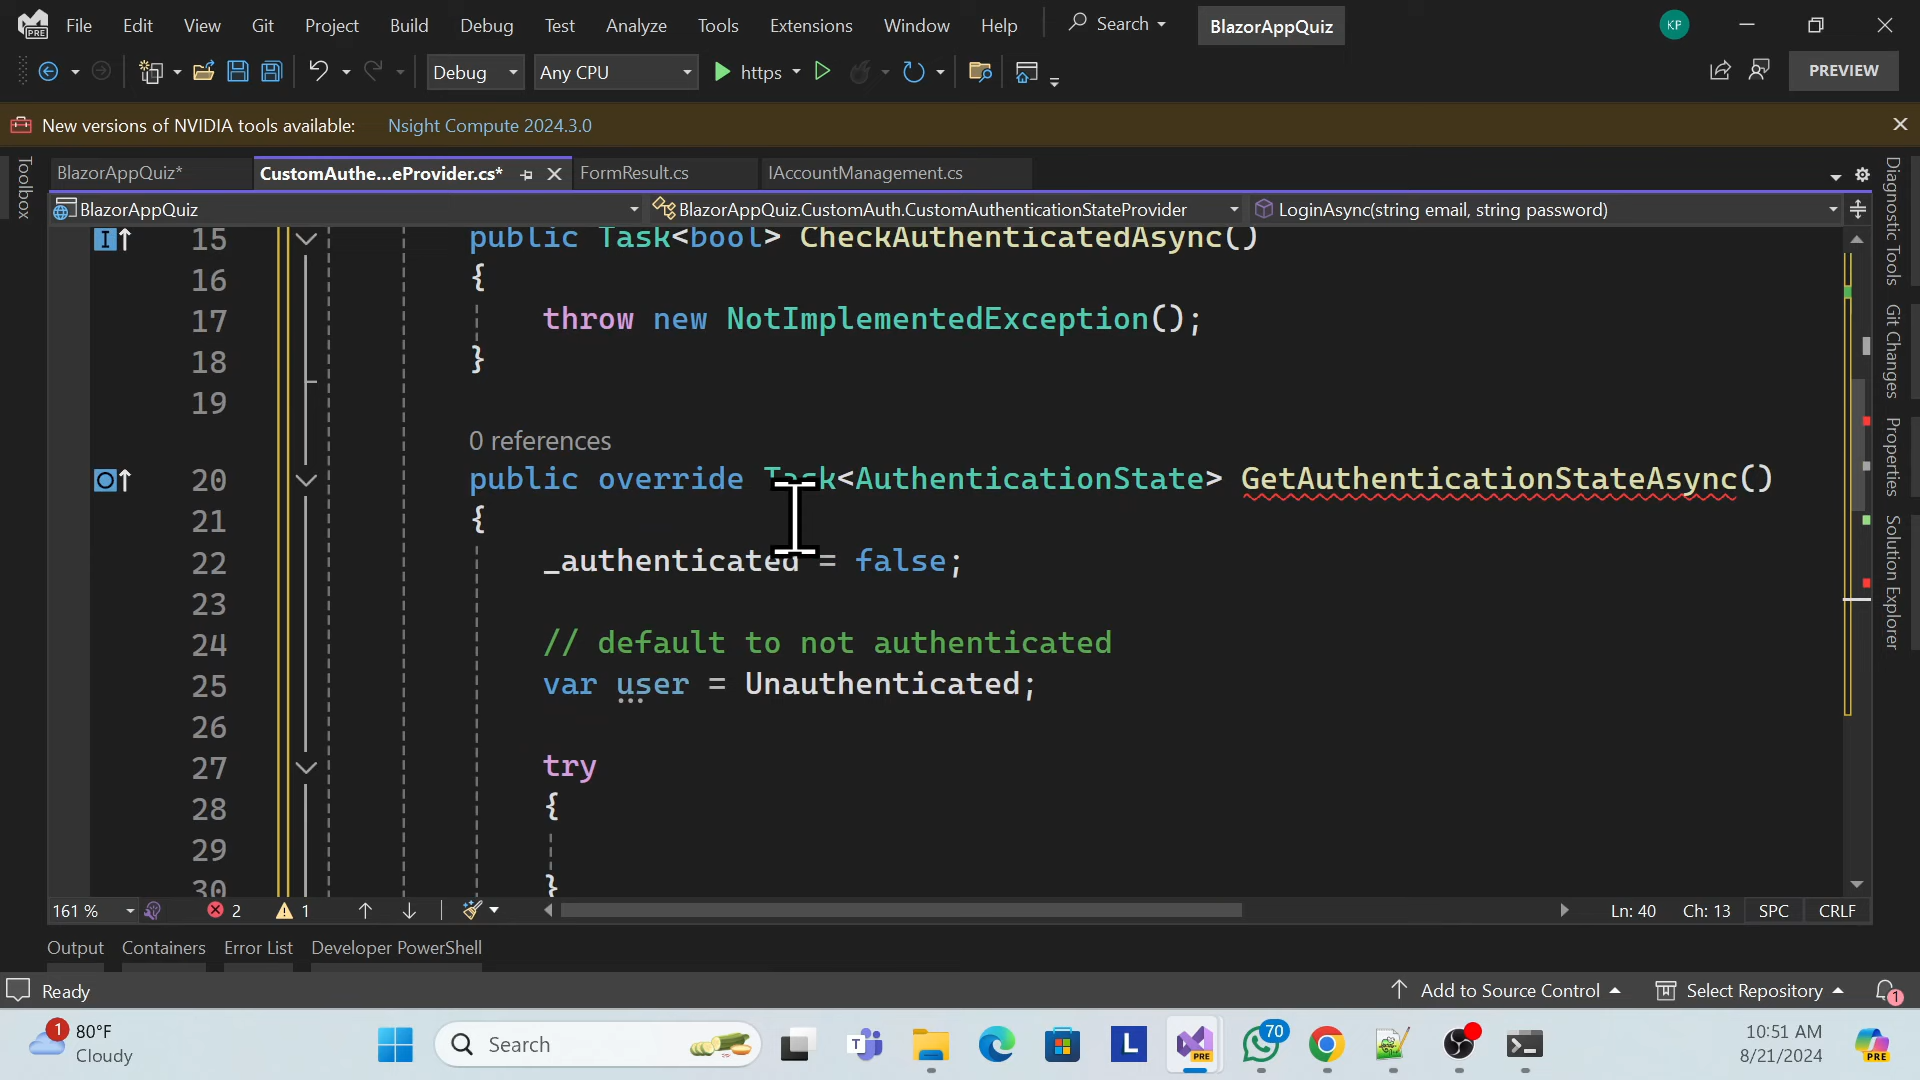 File Edit View Git Project Build Debug Test Analyze Tools Extensions Window Help Search BlazorAppQuiz KP
Debug Any CPU https PREVIEW
New versions of NVIDIA tools available: Nsight Compute 2024.3.0
BlazorAppQuiz* CustomAuthe...eProvider.cs* FormResult.cs IAccountManagement.cs
BlazorAppQuiz BlazorAppQuiz.CustomAuth.CustomAuthenticationStateProvider LoginAsync(string email, string password)
15 public Task<bool> CheckAuthenticatedAsync()
16 {
17 throw new NotImplementedException();
18 }
19
0 references
20 public override Task<AuthenticationState> GetAuthenticationStateAsync()
21 {
22 _authenticated = false;
23
24 // default to not authenticated
25 var user = Unauthenticated;
26
27 try
28 {
29
30 }
Toolbox
Diagnostic Tools
Git Changes
Properties
Solution Explorer
161 % 2 1 Ln: 40 Ch: 13 SPC CRLF
Output Containers Error List Developer PowerShell
Ready Add to Source Control Select Repository 1
1 80°F Search 70 10:51 AM
Cloudy 8/21/2024